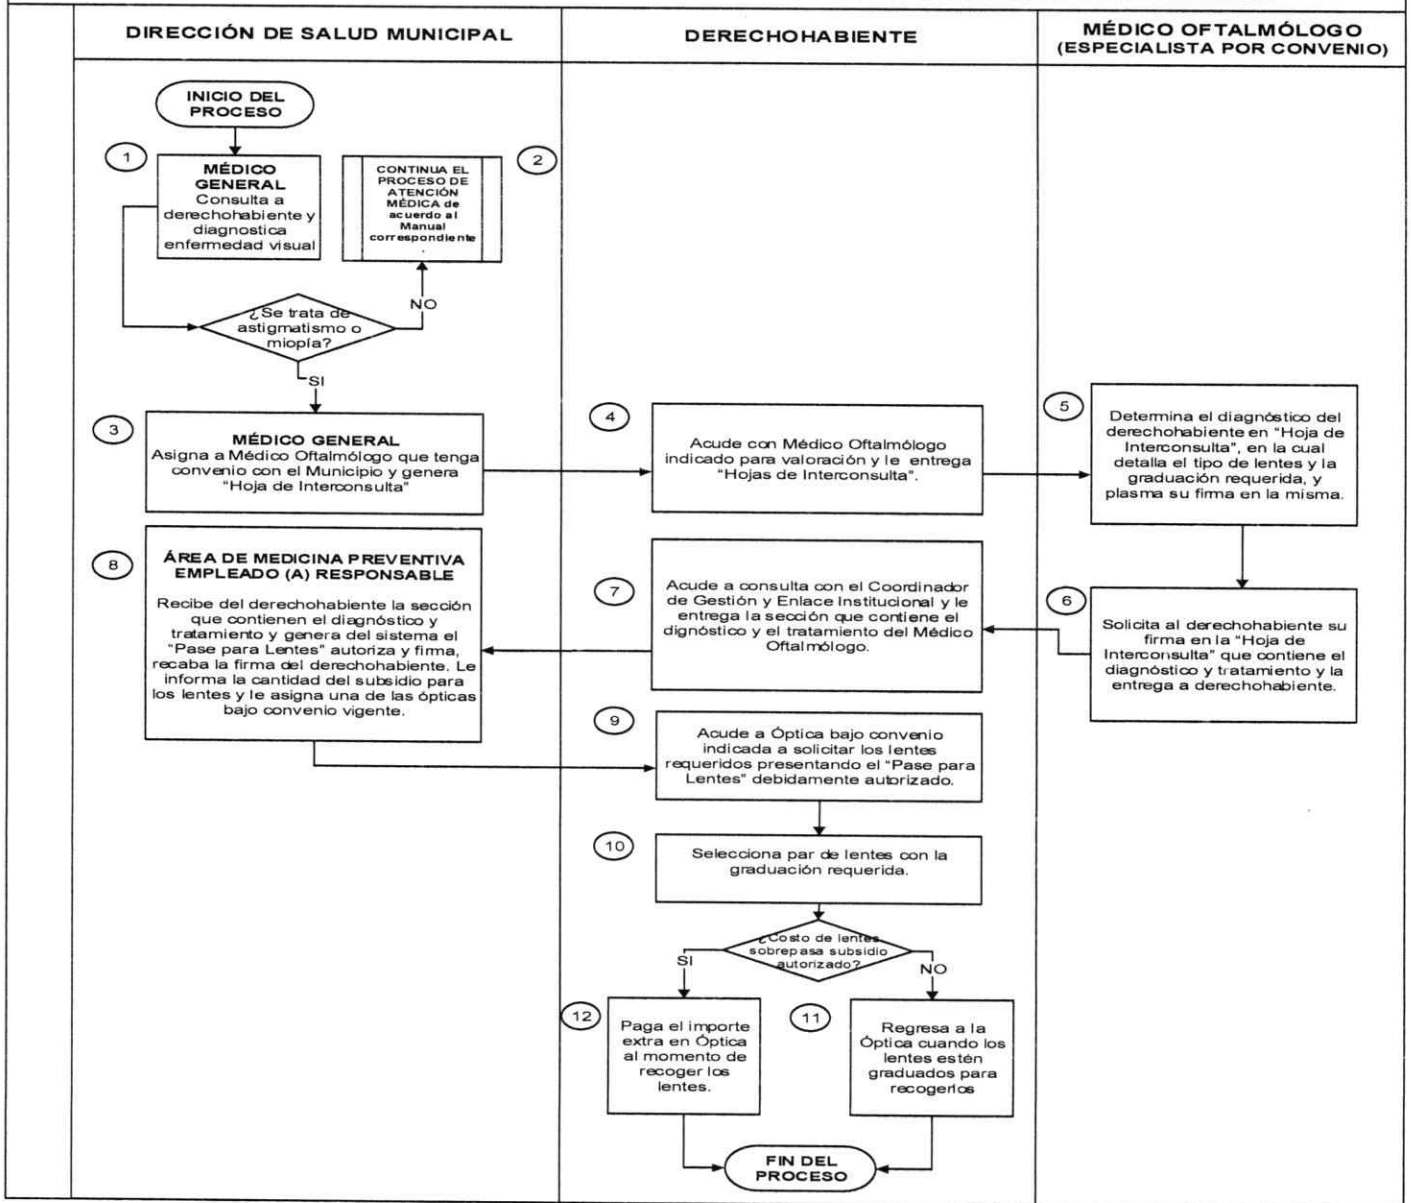 DIRECCIÓN DE SALUD MUNICIPAL
DERECHOHABIENTE
MÉDICO OFTALMÓLOGO
(ESPECIALISTA POR CONVENIO)
INICIO DEL
PROCESO
1
MÉDICO
GENERAL
Consulta a
derechohabiente y
diagnostica
enfermedad visual
2
CONTINUA EL
PROCESO DE
ATENCIÓN
MÉDICA de
acuerdo al
Manual
correspondiente
.
¿Se trata de
astigmatismo o
miopía?
NO
SI
3
MÉDICO GENERAL
Asigna a Médico Oftalmólogo que tenga
convenio con el Municipio y genera
"Hoja de Interconsulta"
4
Acude con Médico Oftalmólogo
indicado para valoración y le entrega
"Hojas de Interconsulta".
5
Determina el diagnóstico del
derechohabiente en "Hoja de
Interconsulta", en la cual
detalla el tipo de lentes y la
graduación requerida, y
plasma su firma en la misma.
6
Solicita al derechohabiente su
firma en la "Hoja de
Interconsulta" que contiene el
diagnóstico y tratamiento y la
entrega a derechohabiente.
7
Acude a consulta con el Coordinador
de Gestión y Enlace Institucional y le
entrega la sección que contiene el
dignóstico y el tratamiento del Médico
Oftalmólogo.
8
ÁREA DE MEDICINA PREVENTIVA
EMPLEADO (A) RESPONSABLE
Recibe del derechohabiente la sección
que contienen el diagnóstico y
tratamiento y genera del sistema el
"Pase para Lentes" autoriza y firma,
recaba la firma del derechohabiente. Le
informa la cantidad del subsidio para
los lentes y le asigna una de las ópticas
bajo convenio vigente.
9
Acude a Óptica bajo convenio
indicada a solicitar los lentes
requeridos presentando el "Pase para
Lentes" debidamente autorizado.
10
Selecciona par de lentes con la
graduación requerida.
¿Costo de lentes
sobrepasa subsidio
autorizado?
SI
NO
12
Paga el importe
extra en Óptica
al momento de
recoger los
lentes.
11
Regresa a la
Óptica cuando los
lentes estén
graduados para
recogerlos
FIN DEL
PROCESO